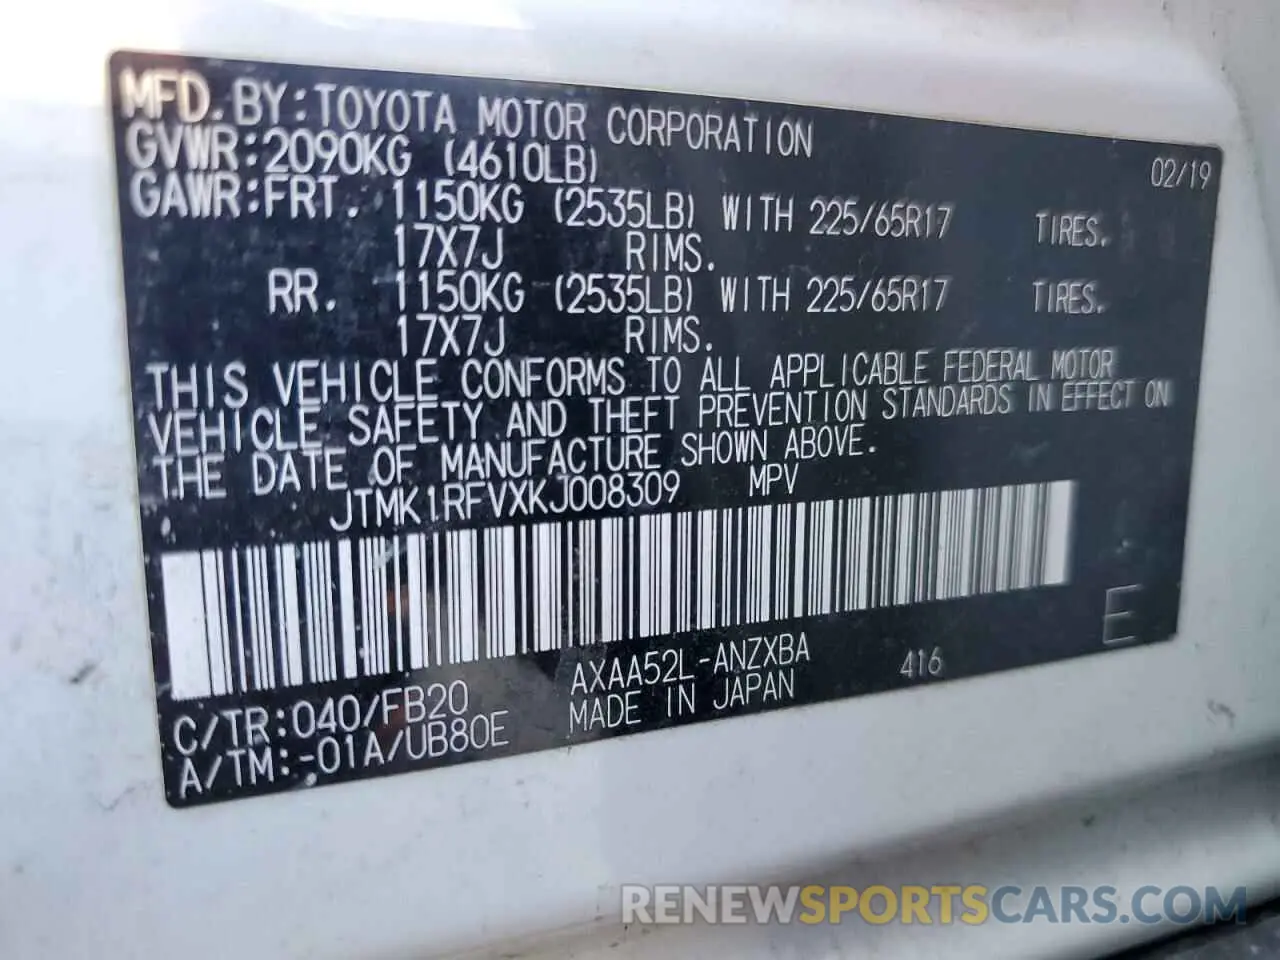 MFD. BY:TOYOTA MOTOR CORPORATION 02/19
GVWR:2090KG (4610LB)
GAWR:FRT. 1150KG (2535LB) WITH 225/65R17 TIRES.
17X7J RIMS.
RR. 1150KG (2535LB) WITH 225/65R17 TIRES.
17X7J RIMS.
THIS VEHICLE CONFORMS TO ALL APPLICABLE FEDERAL MOTOR
VEHICLE SAFETY AND THEFT PREVENTION STANDARDS IN EFFECT ON
THE DATE OF MANUFACTURE SHOWN ABOVE.
JTMK1RFVXKJ008309 MPV
E
C/TR:040/FB20 AXAA52L-ANZXBA 416
A/TM:-01A/UB80E MADE IN JAPAN
RENEWSPORTSCARS.COM